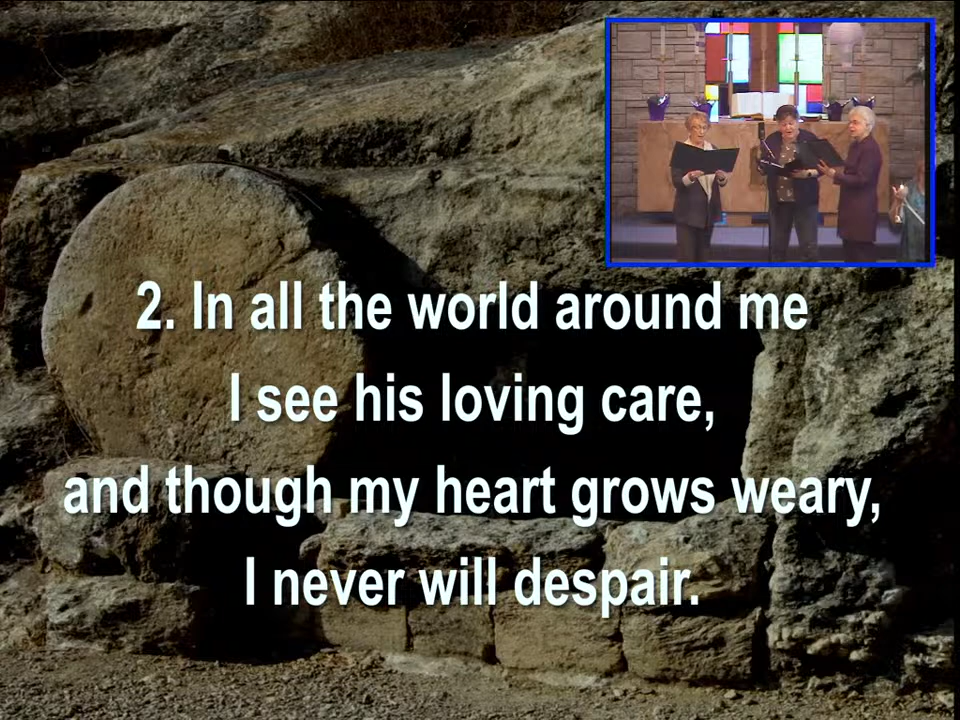 2. In all the world around me
I see his loving care,
and though my heart grows weary,
I never will despair.